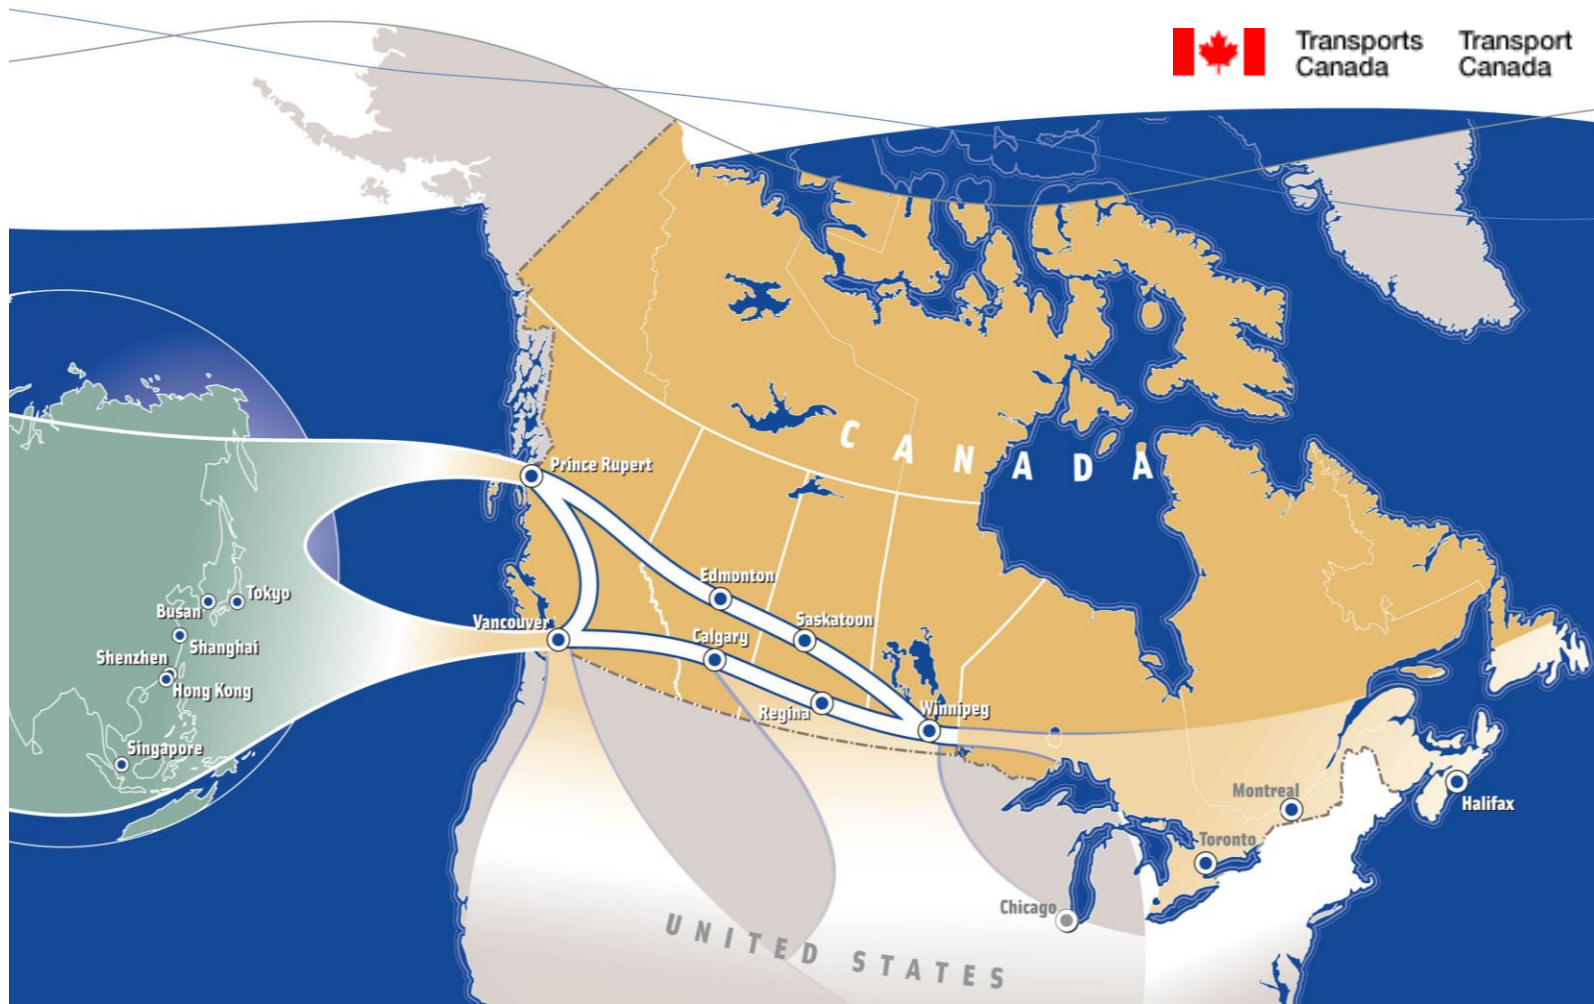 Transports Canada
Transport Canada
CANADA
Prince Rupert
Edmonton
Tokyo
Busan
Vancouver
Saskatoon
Shanghai
Calgary
Shenzhen
Hong Kong
Regina
Winnipeg
Singapore
Montreal
Halifax
Toronto
Chicago
UNITED STATES